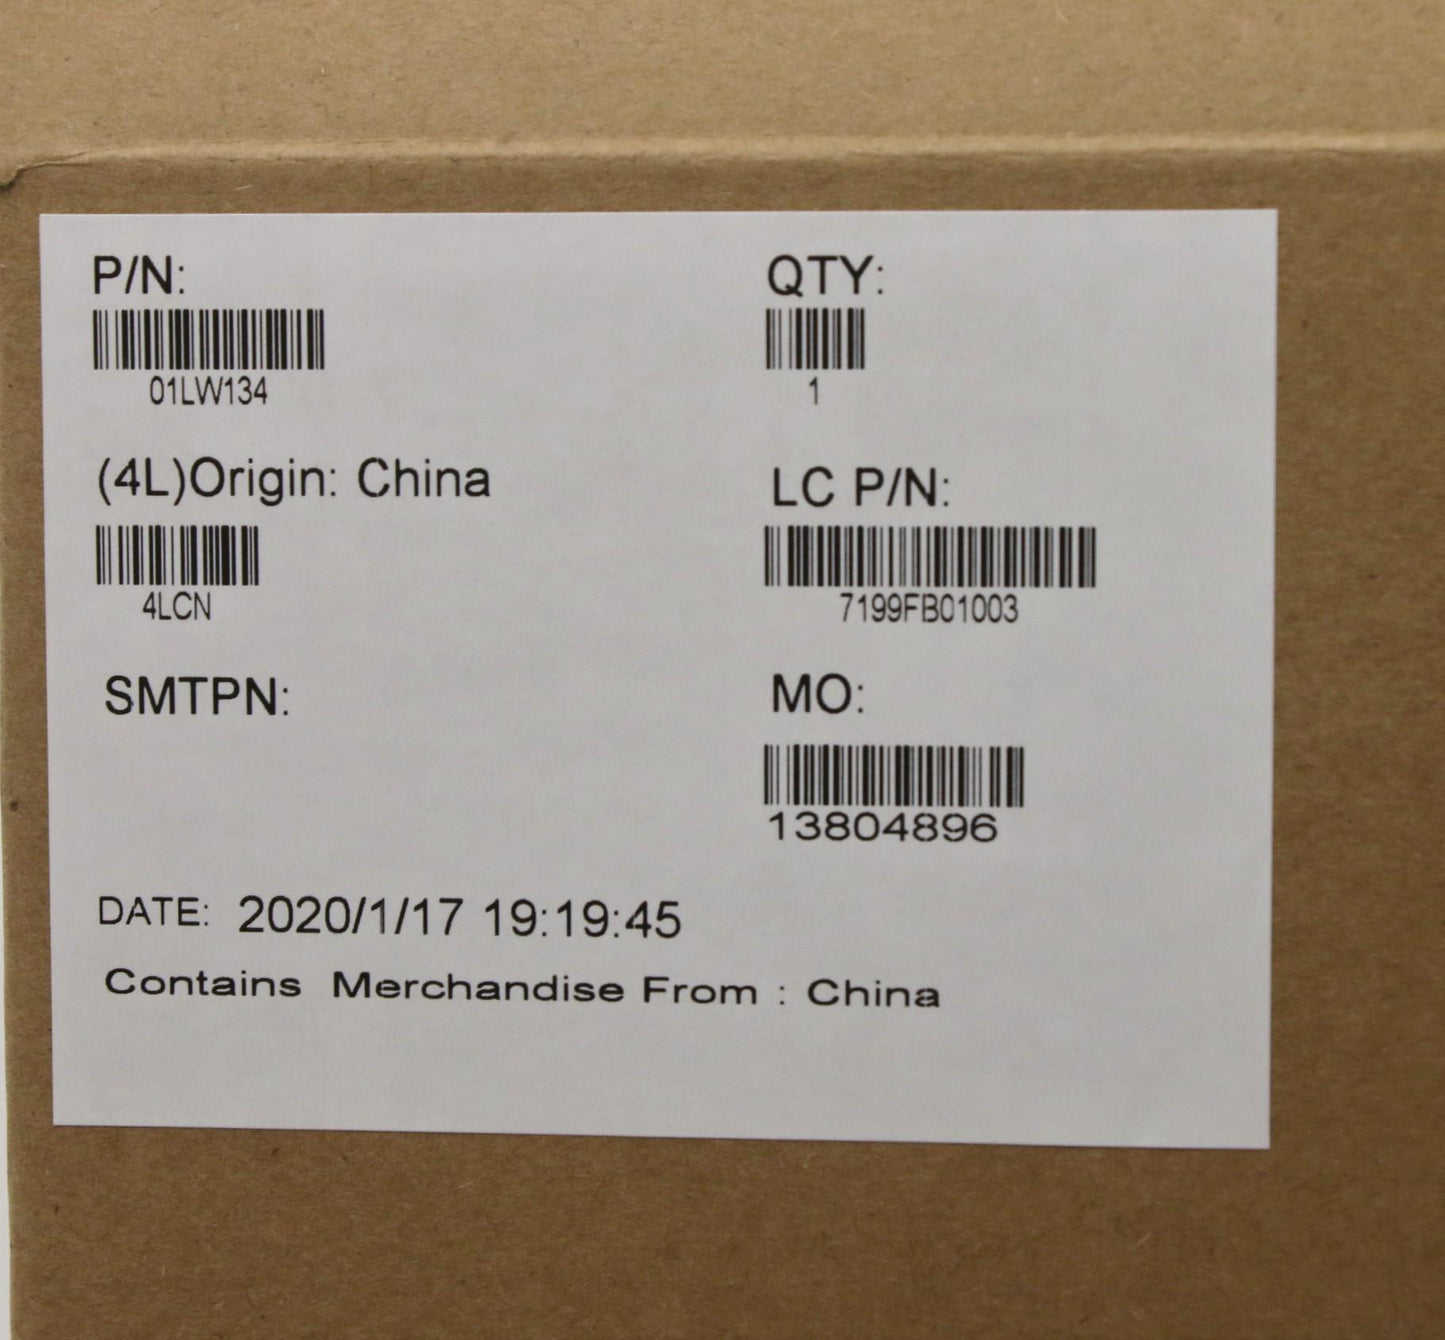 P/N:
01LW134
QTY:
1
(4L)Origin: China
4LCN
LC P/N:
7199FB01003
SMTPN:
MO:
13804896
DATE: 2020/1/17 19:19:45
Contains Merchandise From : China